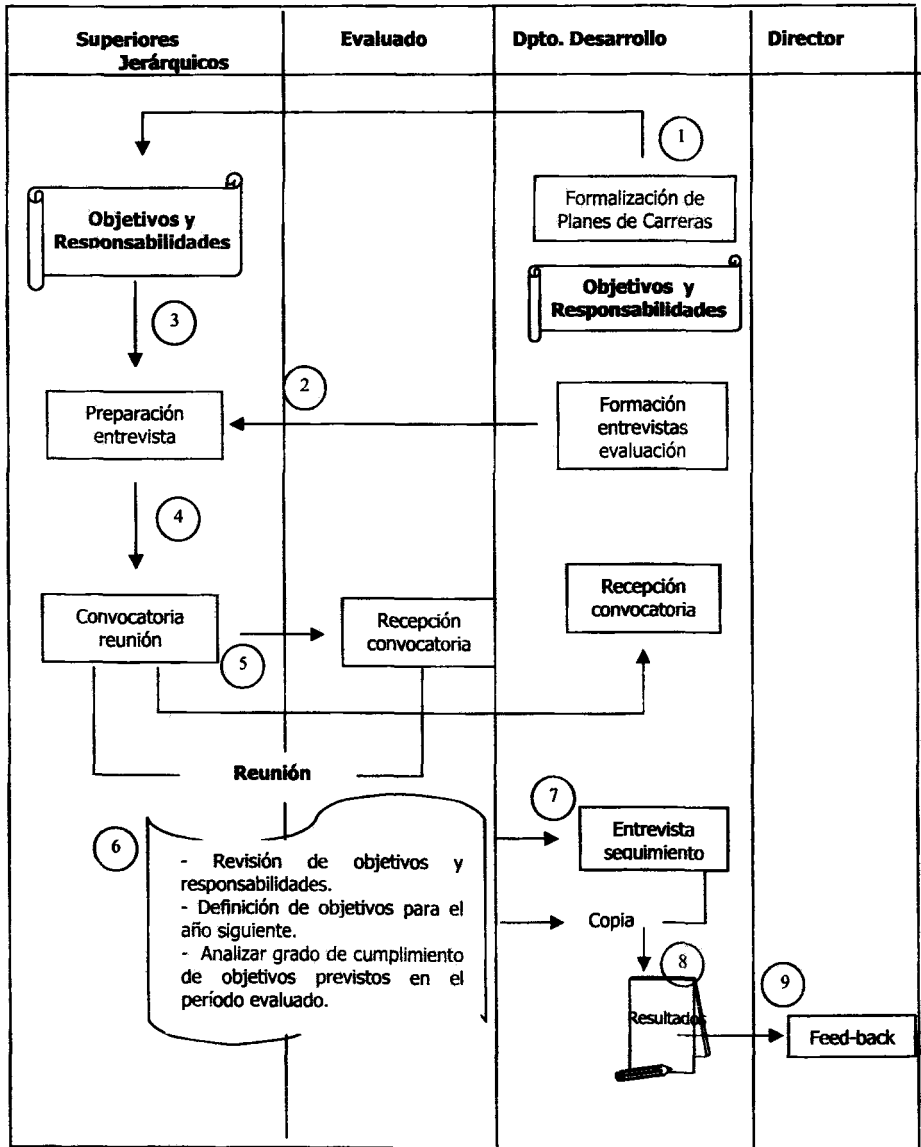 Superiores
Jerárquicos
Evaluado
Dpto. Desarrollo
Director
1
Formalización de
Planes de Carreras
Objetivos y
Responsabilidades
Objetivos y
Responsabilidades
3
2
Preparación
entrevista
Formación
entrevistas
evaluación
4
Convocatoria
reunión
5
Recepción
convocatoria
Recepción
convocatoria
Reunión
6
- Revisión de objetivos y
responsabilidades.
- Definición de objetivos para el
año siguiente.
- Analizar grado de cumplimiento
de objetivos previstos en el
período evaluado.
7
Entrevista
seguimiento
Copia
8
Resultados
9
Feed-back